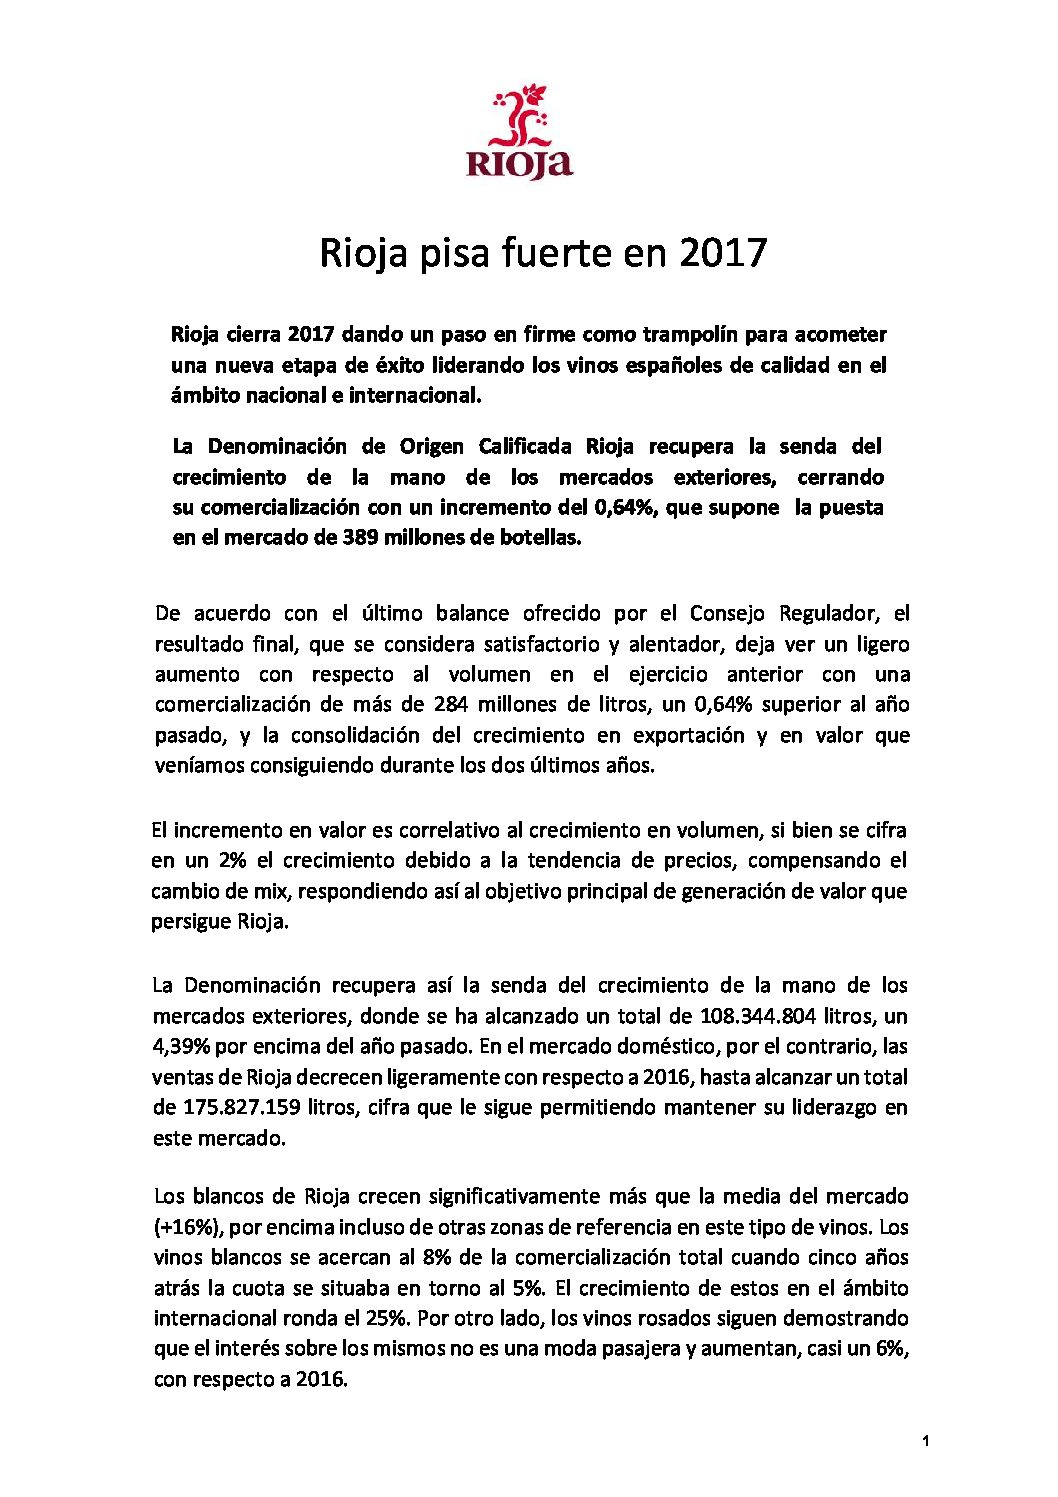 RIOJa
Rioja pisa fuerte en 2017
Rioja cierra 2017 dando un paso en firme como trampolín para acometer
una nueva etapa de éxito liderando los vinos españoles de calidad en el
ámbito nacional e internacional.
La Denominación de Origen Calificada Rioja recupera la senda del
crecimiento de la mano de los mercados exteriores, cerrando
su comercialización con un incremento del 0,64%, que supone la puesta
en el mercado de 389 millones de botellas.
De acuerdo con el último balance ofrecido por el Consejo Regulador, el
resultado final, que se considera satisfactorio y alentador, deja ver un ligero
aumento con respecto al volumen en el ejercicio anterior con una
comercialización de más de 284 millones de litros, un 0,64% superior al año
pasado, y la consolidación del crecimiento en exportación y en valor que
veníamos consiguiendo durante los dos últimos años.
El incremento en valor es correlativo al crecimiento en volumen, si bien se cifra
en un 2% el crecimiento debido a la tendencia de precios, compensando el
cambio de mix, respondiendo así al objetivo principal de generación de valor que
persigue Rioja.
La Denominación recupera así la senda del crecimiento de la mano de los
mercados exteriores, donde se ha alcanzado un total de 108.344.804 litros, un
4,39% por encima del año pasado. En el mercado doméstico, por el contrario, las
ventas de Rioja decrecen ligeramente con respecto a 2016, hasta alcanzar un total
de 175.827.159 litros, cifra que le sigue permitiendo mantener su liderazgo en
este mercado.
Los blancos de Rioja crecen significativamente más que la media del mercado
(+16%), por encima incluso de otras zonas de referencia en este tipo de vinos. Los
vinos blancos se acercan al 8% de la comercialización total cuando cinco años
atrás la cuota se situaba en torno al 5%. El crecimiento de estos en el ámbito
internacional ronda el 25%. Por otro lado, los vinos rosados siguen demostrando
que el interés sobre los mismos no es una moda pasajera y aumentan, casi un 6%,
con respecto a 2016.
1